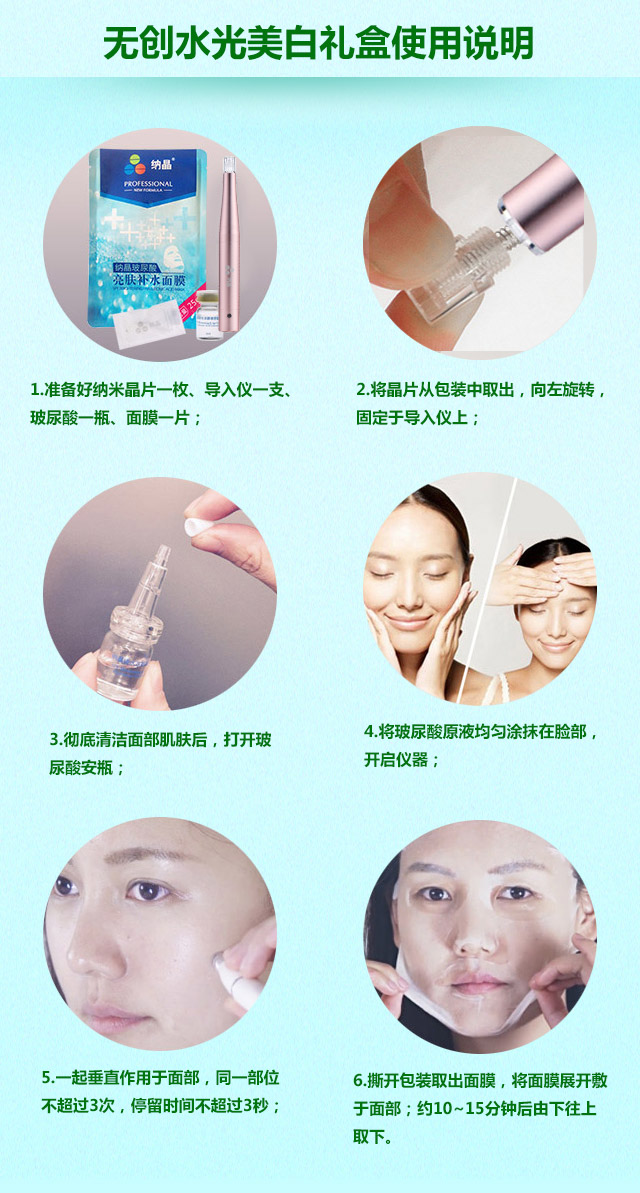 无创水光美白礼盒使用说明
纳晶®
PROFESSIONAL
NEW FORMULA
纳晶玻尿酸
亮肤补水面膜
1.准备好纳米晶片一枚、导入仪一支、
玻尿酸一瓶、面膜一片；
2.将晶片从包装中取出，向左旋转，
固定于导入仪上；
3.彻底清洁面部肌肤后，打开玻
尿酸安瓶；
4.将玻尿酸原液均匀涂抹在脸部，
开启仪器；
5.一起垂直作用于面部，同一部位
不超过3次，停留时间不超过3秒；
6.撕开包装取出面膜，将面膜展开敷
于面部；约10~15分钟后由下往上
取下。